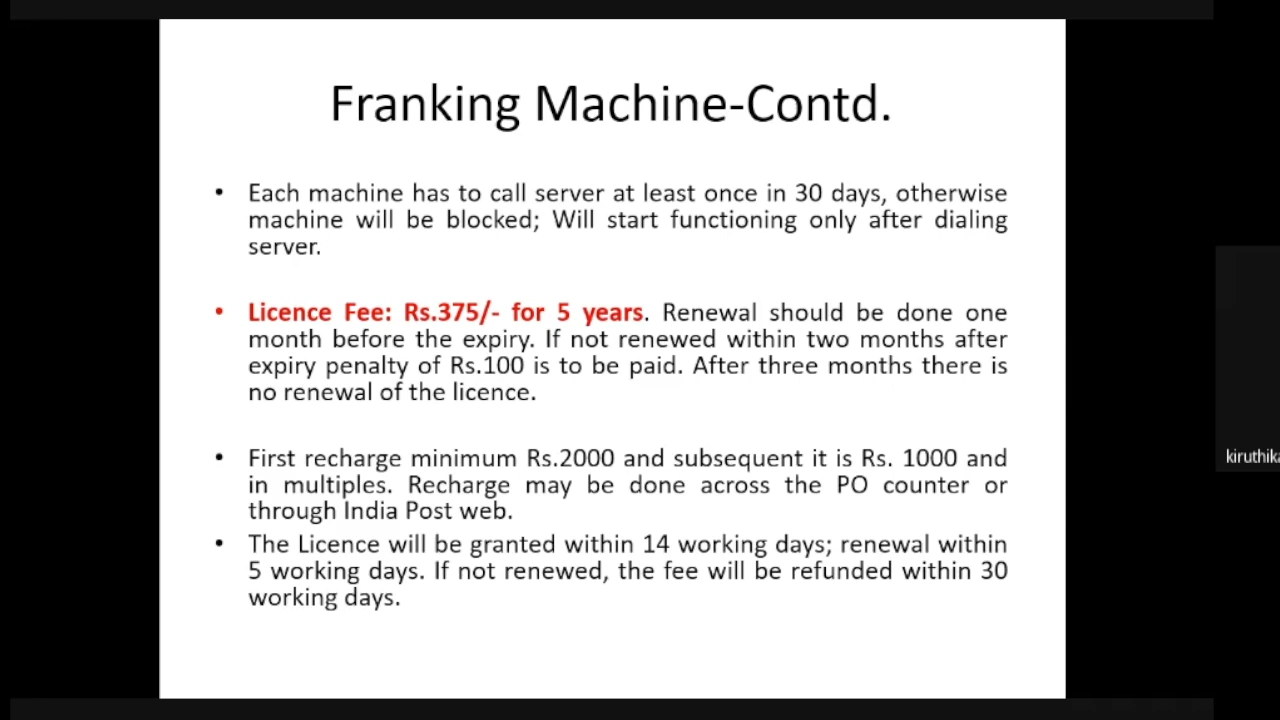 Franking Machine-Contd.
• Each machine has to call server at least once in 30 days, otherwise
machine will be blocked; Will start functioning only after dialing
server.
• Licence Fee: Rs.375/- for 5 years. Renewal should be done one
month before the expiry. If not renewed within two months after
expiry penalty of Rs.100 is to be paid. After three months there is
no renewal of the licence.
• First recharge minimum Rs.2000 and subsequent it is Rs. 1000 and
in multiples. Recharge may be done across the PO counter or
through India Post web.
• The Licence will be granted within 14 working days; renewal within
5 working days. If not renewed, the fee will be refunded within 30
working days.
kiruthika